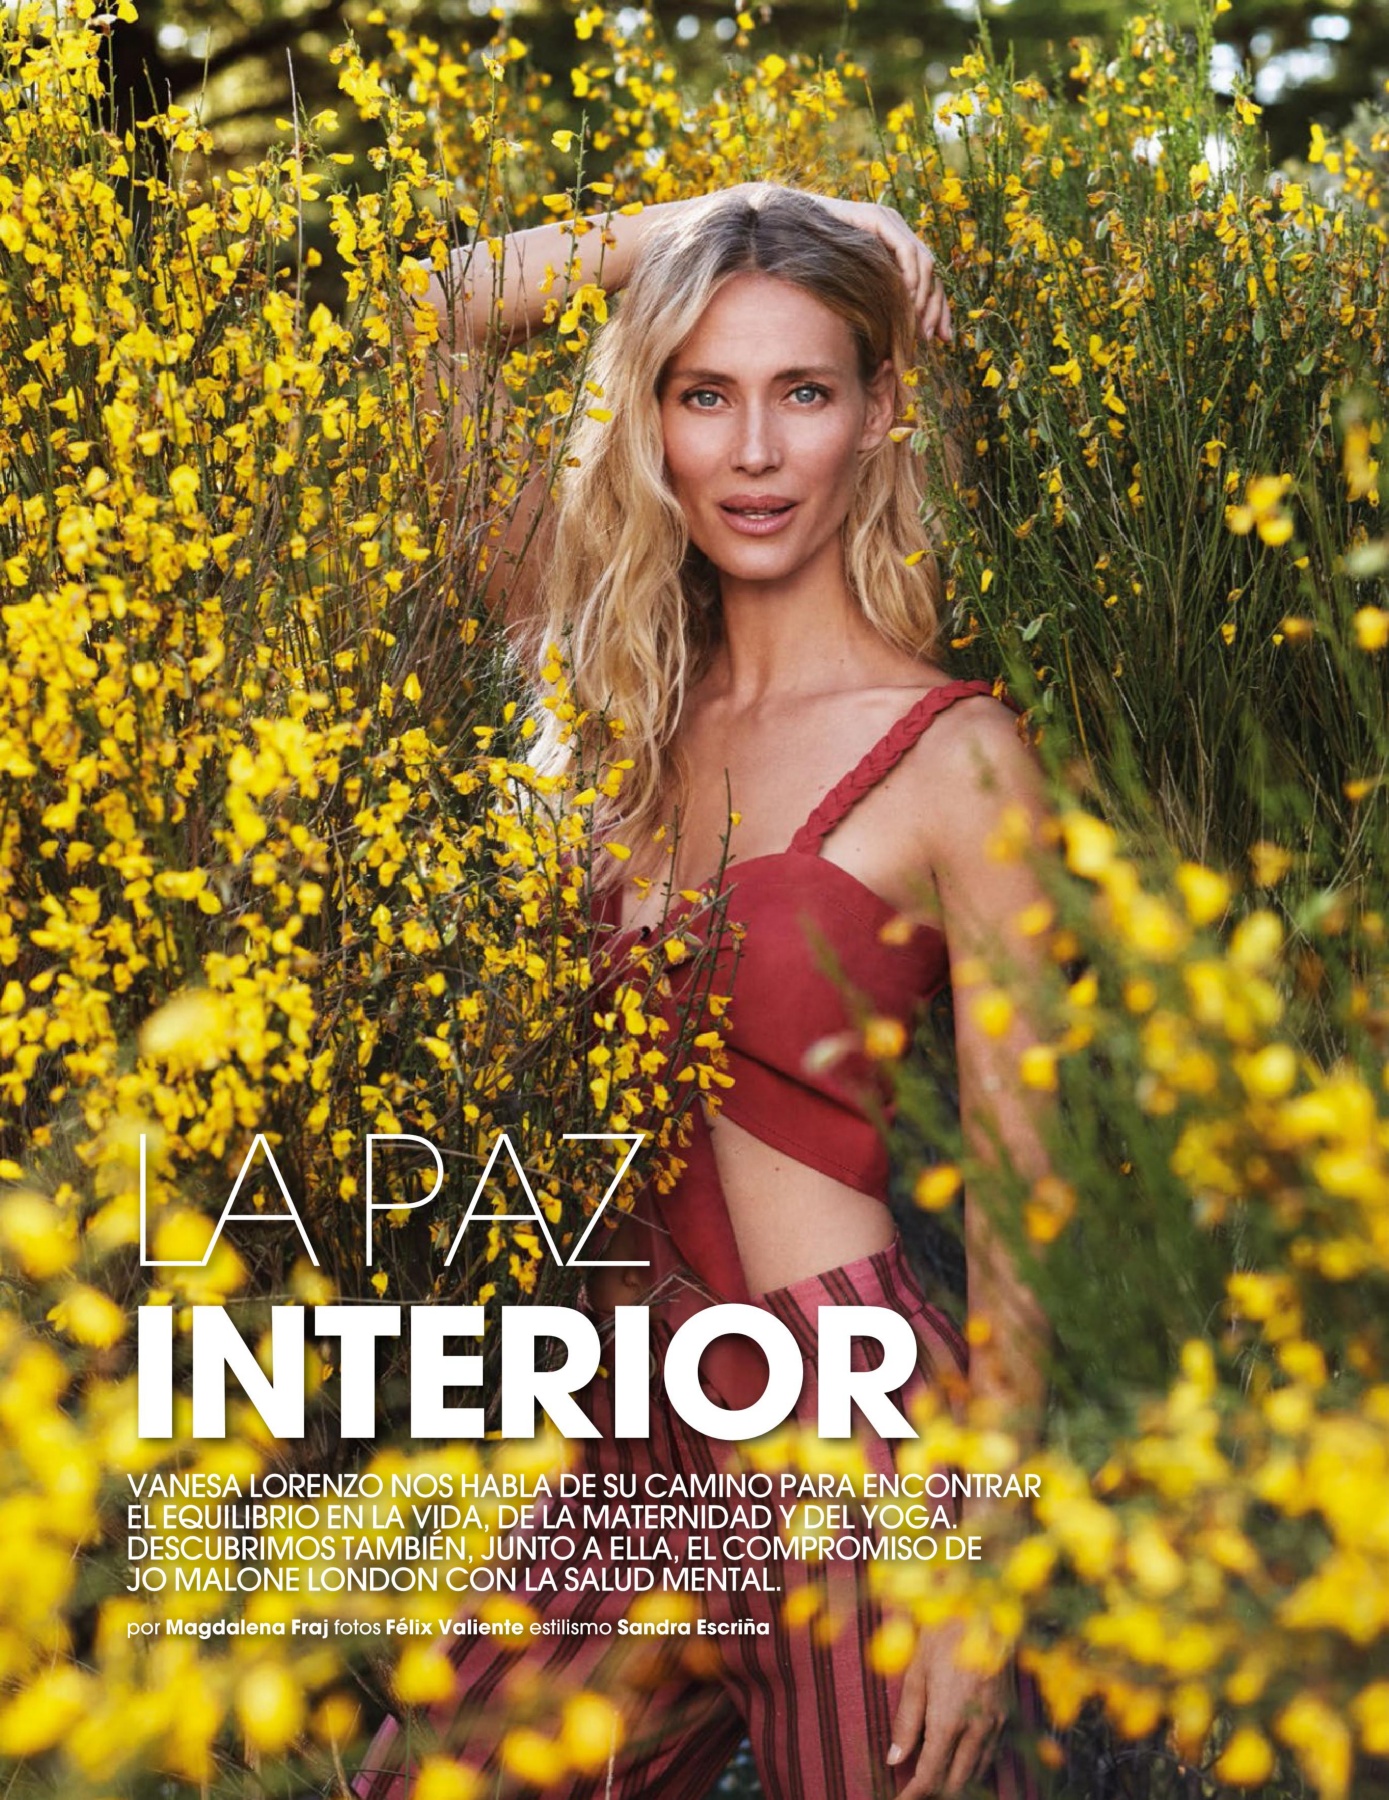 LA PAZ
INTERIOR
VANESA LORENZO NOS HABLA DE SU CAMINO PARA ENCONTRAR
EL EQUILIBRIO EN LA VIDA, DE LA MATERNIDAD Y DEL YOGA.
DESCUBRIMOS TAMBIÉN, JUNTO A ELLA, EL COMPROMISO DE
JO MALONE LONDON CON LA SALUD MENTAL.
por Magdalena Fraj fotos Félix Valiente estilismo Sandra Escriña